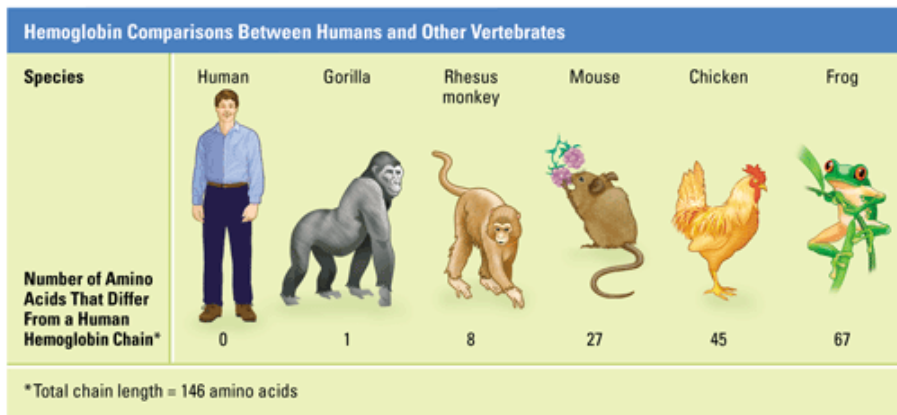 Hemoglobin Comparisons Between Humans and Other Vertebrates
Species
Human
Gorilla
Rhesus
monkey
Mouse
Chicken
Frog
Number of Amino
Acids That Differ
From a Human
Hemoglobin Chain*
0
1
8
27
45
67
*Total chain length = 146 amino acids